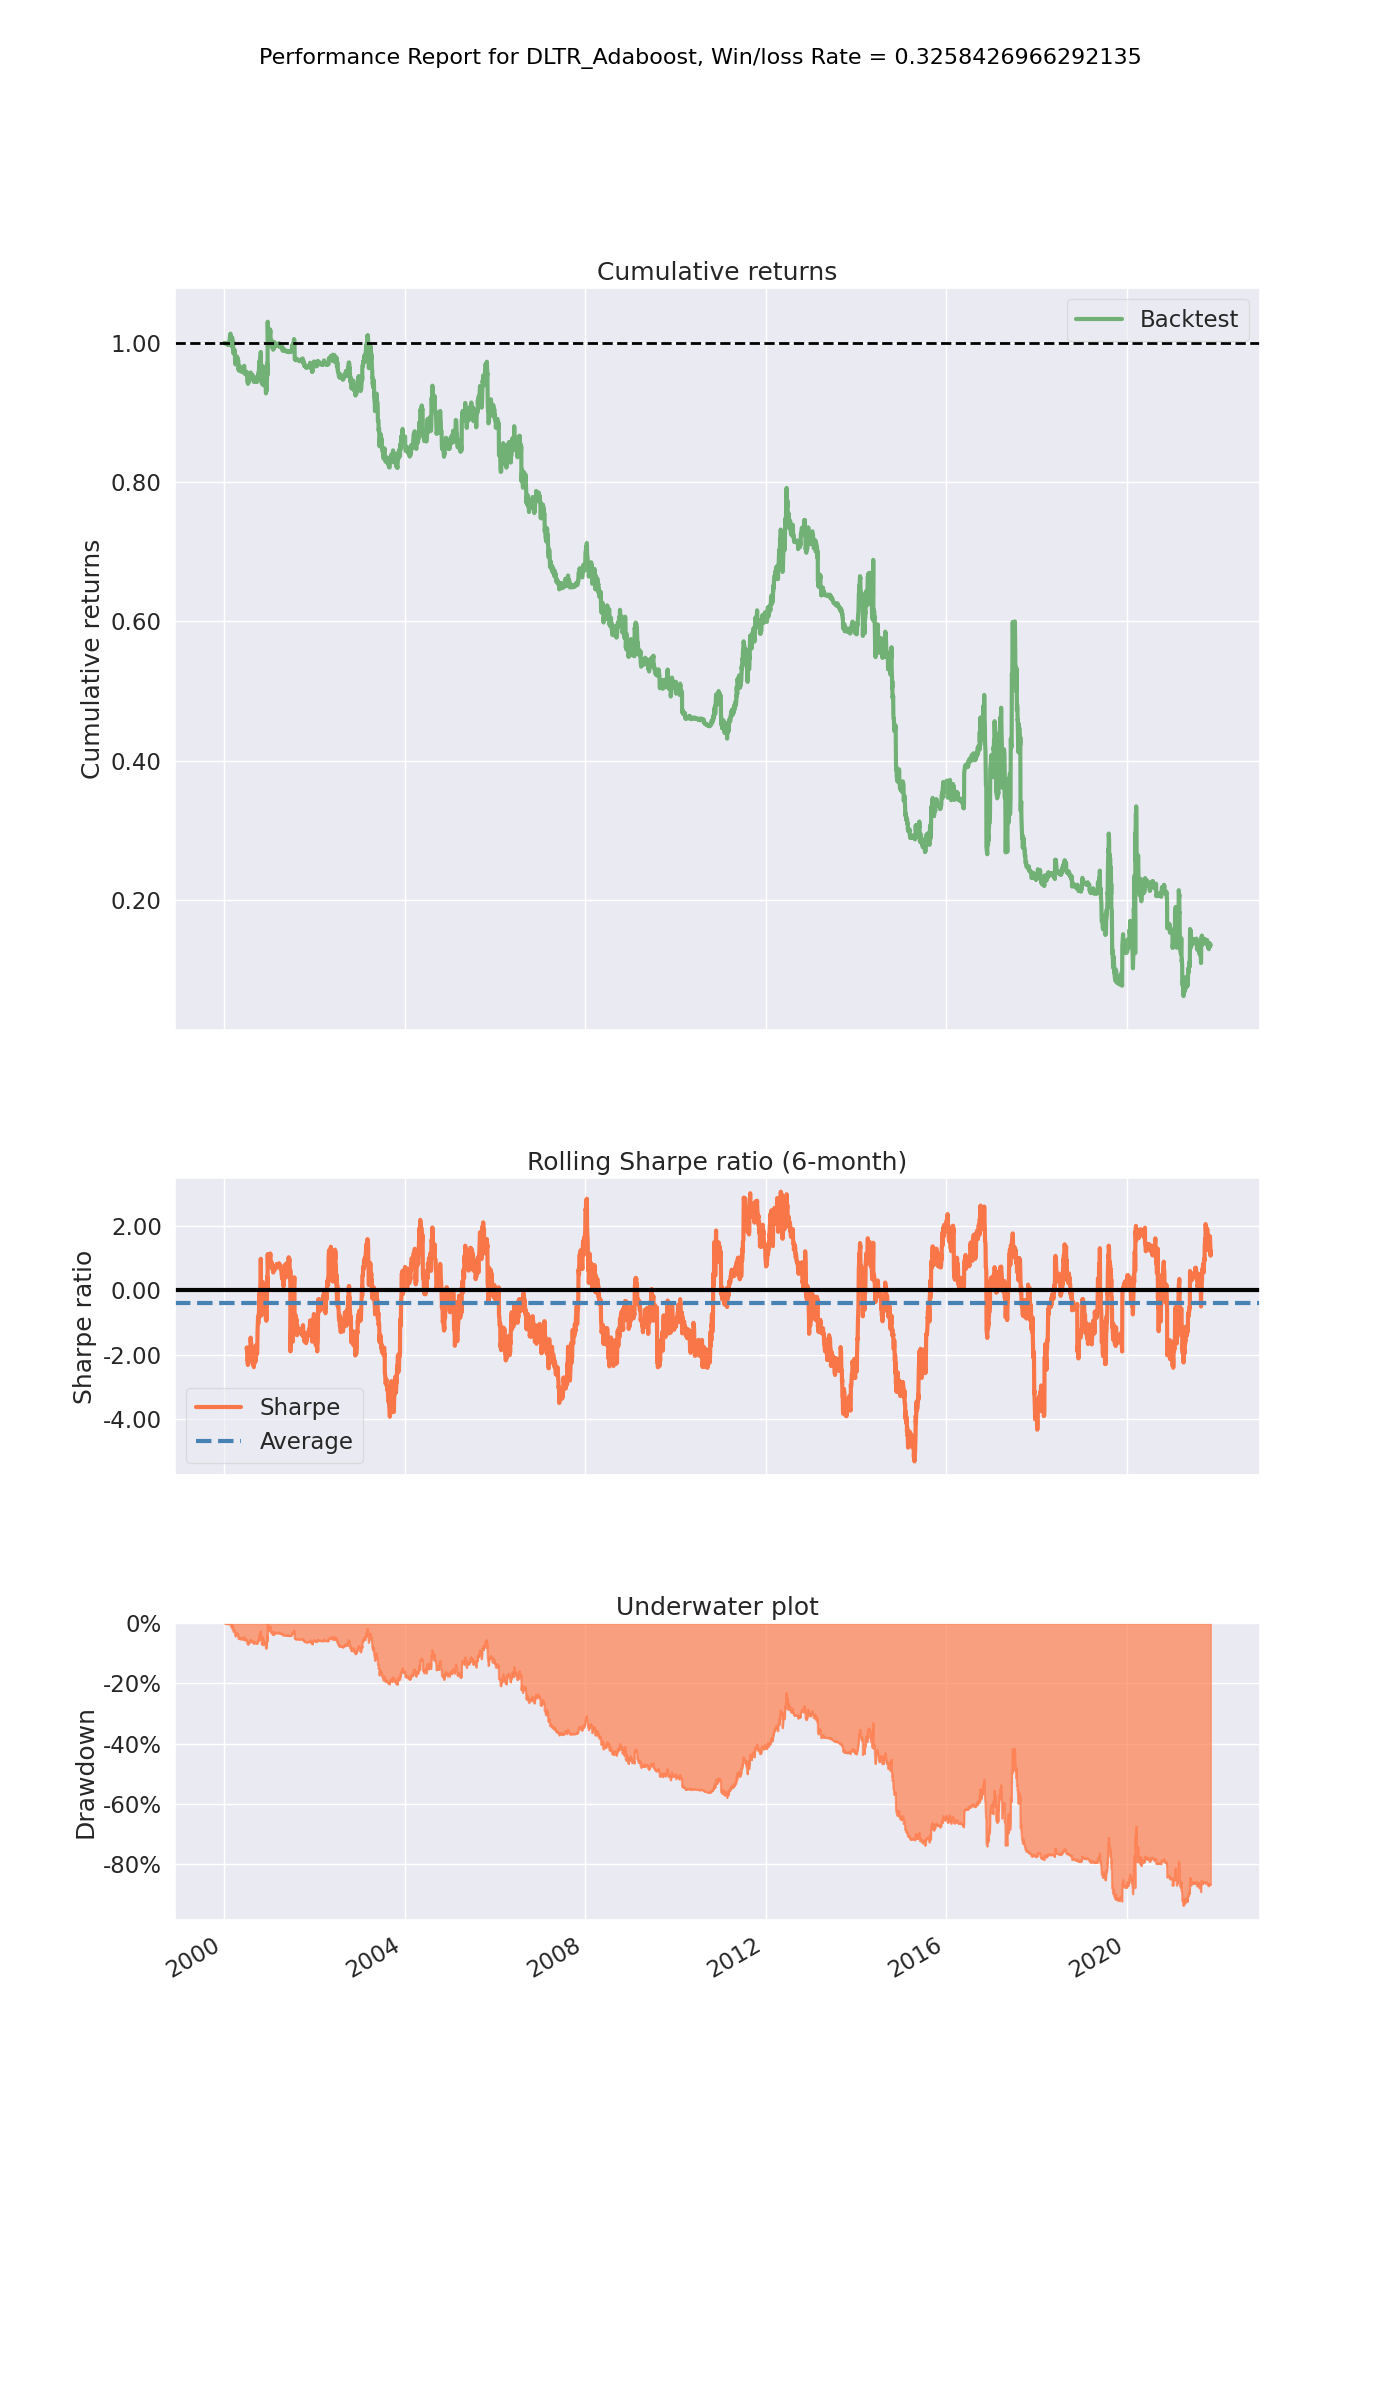 Performance Report for DLTR_Adaboost, Win/loss Rate = 0.3258426966292135
Cumulative returns
Backtest
Cumulative returns
1.00
0.80
0.60
0.40
0.20
Rolling Sharpe ratio (6-month)
Sharpe ratio
2.00
0.00
-2.00
-4.00
Sharpe
Average
Underwater plot
Drawdown
0%
-20%
-40%
-60%
-80%
2000
2004
2008
2012
2016
2020